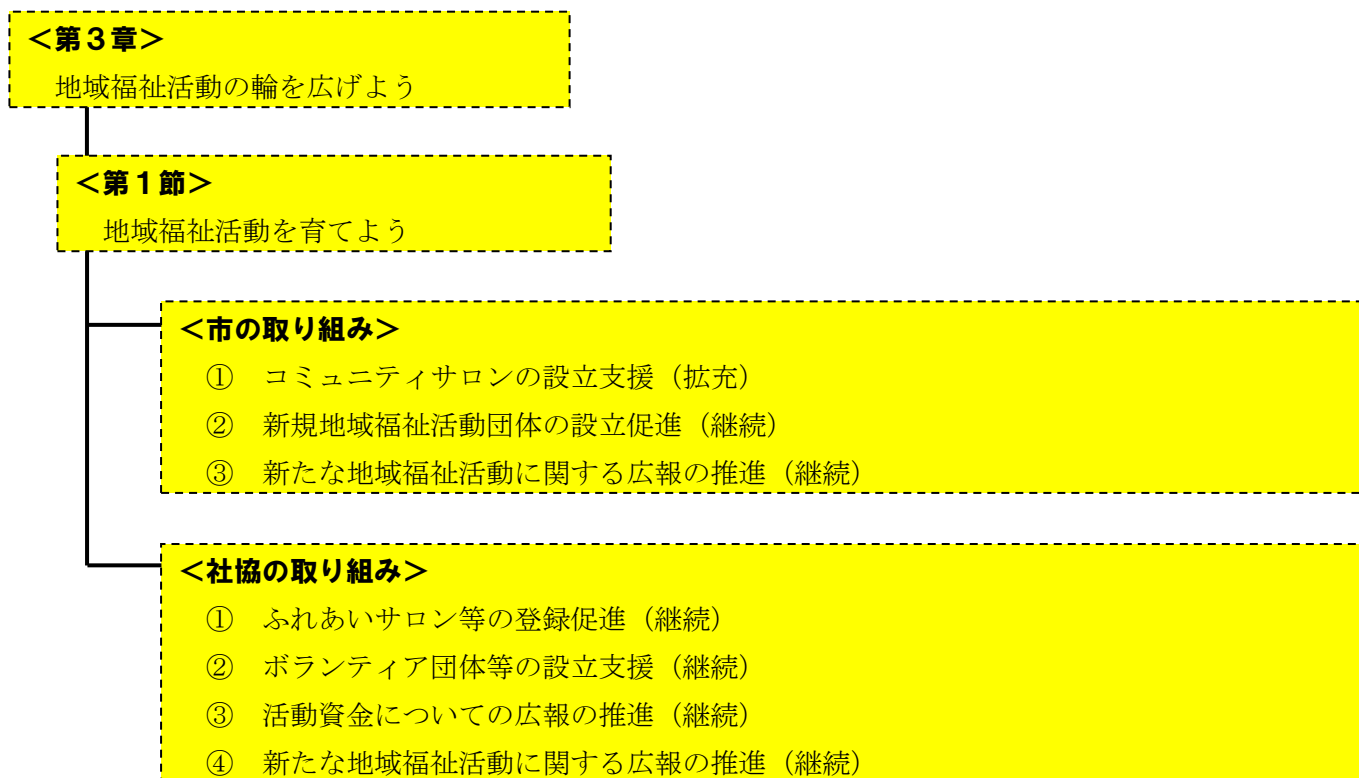 ＜第３章＞
地域福祉活動の輪を広げよう
＜第１節＞
地域福祉活動を育てよう
＜市の取り組み＞
① コミュニティサロンの設立支援（拡充）
② 新規地域福祉活動団体の設立促進（継続）
③ 新たな地域福祉活動に関する広報の推進（継続）
＜社協の取り組み＞
① ふれあいサロン等の登録促進（継続）
② ボランティア団体等の設立支援（継続）
③ 活動資金についての広報の推進（継続）
④ 新たな地域福祉活動に関する広報の推進（継続）